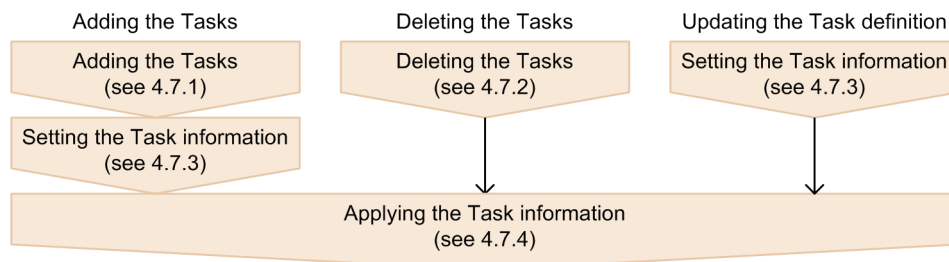 Adding the Tasks
Deleting the Tasks
Updating the Task definition
Adding the Tasks
(see 4.7.1)
Deleting the Tasks
(see 4.7.2)
Setting the Task information
(see 4.7.3)
Setting the Task information
(see 4.7.3)
Applying the Task information
(see 4.7.4)